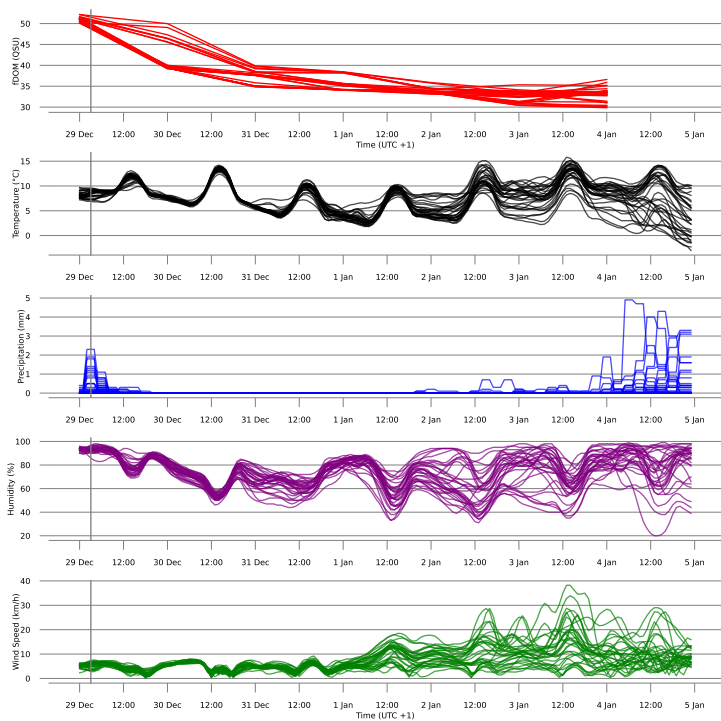 50
45
40
35
30
fDOM (QSU)
29 Dec 12:00 30 Dec 12:00 31 Dec 12:00 1 Jan 12:00 2 Jan 12:00 3 Jan 12:00 4 Jan 12:00 5 Jan
Time (UTC +1)
15
10
5
0
Temperature (°C)
29 Dec 12:00 30 Dec 12:00 31 Dec 12:00 1 Jan 12:00 2 Jan 12:00 3 Jan 12:00 4 Jan 12:00 5 Jan
5
4
3
2
1
0
Precipitation (mm)
29 Dec 12:00 30 Dec 12:00 31 Dec 12:00 1 Jan 12:00 2 Jan 12:00 3 Jan 12:00 4 Jan 12:00 5 Jan
100
80
60
40
20
Humidity (%)
29 Dec 12:00 30 Dec 12:00 31 Dec 12:00 1 Jan 12:00 2 Jan 12:00 3 Jan 12:00 4 Jan 12:00 5 Jan
40
30
20
10
0
Wind Speed (km/h)
29 Dec 12:00 30 Dec 12:00 31 Dec 12:00 1 Jan 12:00 2 Jan 12:00 3 Jan 12:00 4 Jan 12:00 5 Jan
Time (UTC +1)